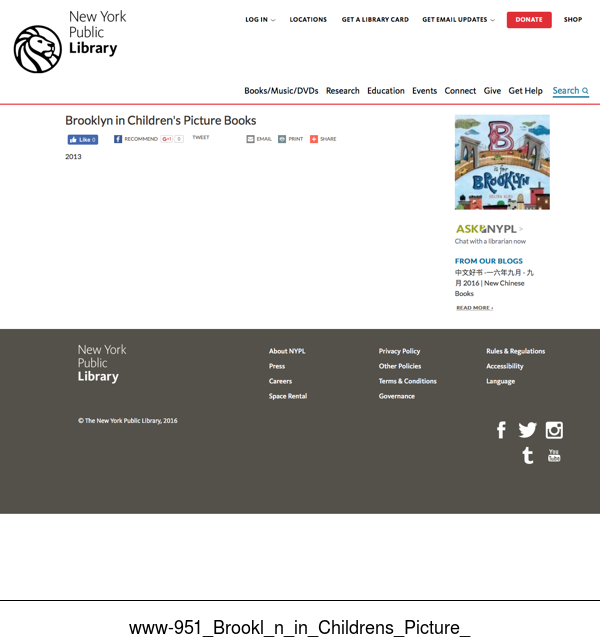 New York
Public
Library
LOG IN
LOCATIONS
GET A LIBRARY CARD
GET EMAIL UPDATES
DONATE
SHOP
Books/Music/DVDs
Research
Education
Events
Connect
Give
Get Help
Search
Brooklyn in Children's Picture Books
Like 0
RECOMMEND
G+1 0
TWEET
EMAIL
PRINT
SHARE
2013
B
is for
BROOKLYN
ASK NYPL >
Chat with a librarian now
FROM OUR BLOGS
中文好书 -一六年九月 - 九
月 2016 | New Chinese
Books
READ MORE ›
New York
Public
Library
About NYPL
Press
Careers
Space Rental
Privacy Policy
Other Policies
Terms & Conditions
Governance
Rules & Regulations
Accessibility
Language
© The New York Public Library, 2016
You
Tube
www-951_Brookl_n_in_Childrens_Picture_